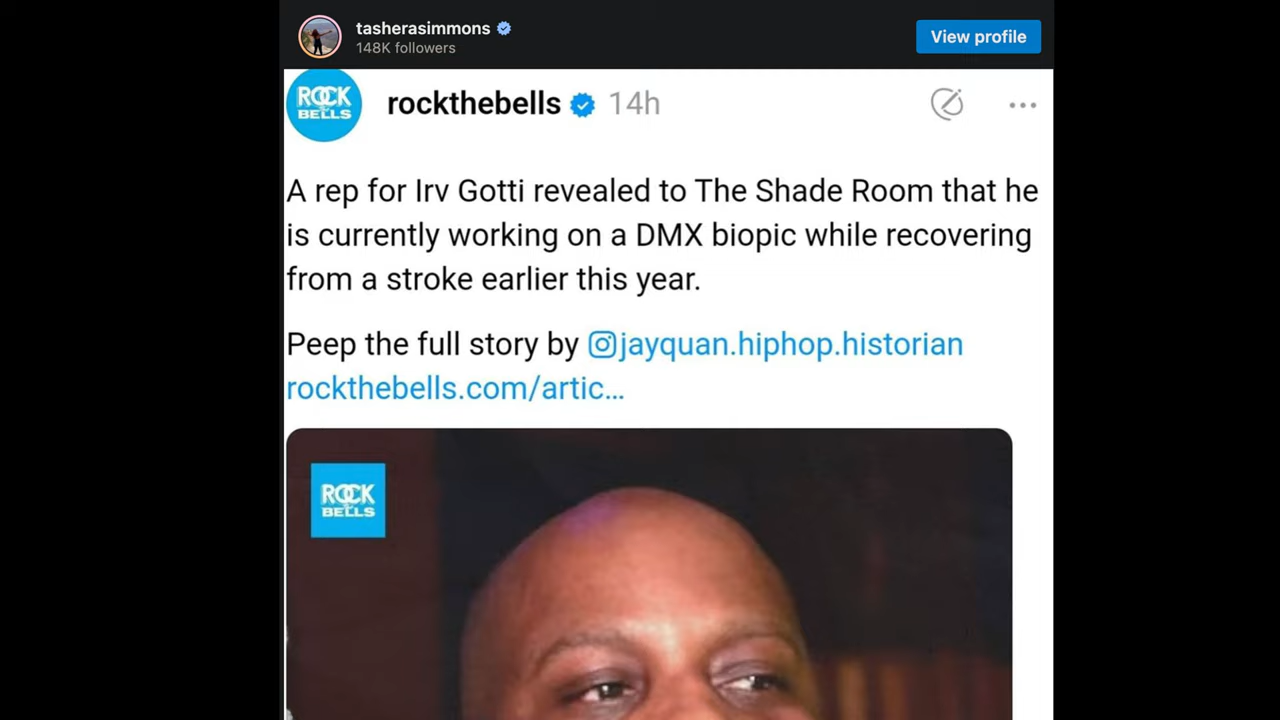 tasherasimmons
148K followers
View profile
ROCK
BELLS
rockthebells 14h
A rep for Irv Gotti revealed to The Shade Room that he
is currently working on a DMX biopic while recovering
from a stroke earlier this year.
Peep the full story by jayquan.hiphop.historian
rockthebells.com/artic...
ROCK
BELLS